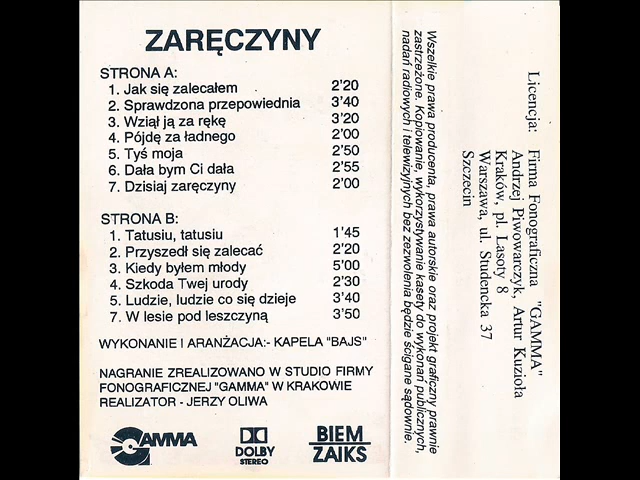 ZARĘCZYNY
STRONA A:
1. Jak się zalecałem 2'20
2. Sprawdzona przepowiednia 3'40
3. Wziął ją za rękę 3'20
4. Pójdę za ładnego 2'00
5. Tyś moja 2'50
6. Dała bym Ci dała 2'55
7. Dzisiaj zaręczyny 2'00
STRONA B:
1. Tatusiu, tatusiu 1'45
2. Przyszedł się zalecać 2'20
3. Kiedy byłem młody 5'00
4. Szkoda Twej urody 2'30
5. Ludzie, ludzie co się dzieje 3'40
7. W lesie pod leszczyną 3'50
WYKONANIE I ARANŻACJA:- KAPELA "BAJS"
NAGRANIE ZREALIZOWANO W STUDIO FIRMY
FONOGRAFICZNEJ "GAMMA" W KRAKOWIE
REALIZATOR - JERZY OLIWA
GAMMA
DOLBY
STEREO
BIEM
ZAIKS
Wszelkie prawa producenta, prawa autorskie oraz projekt graficzny prawnie
zastrzeżone. Kopiowanie, wykorzystywanie kasety do wykonań publicznych,
nadań radiowych i telewizyjnych bez zezwolenia będzie ścigane sądownie.
Licencja: Firma Fonograficzna "GAMMA"
Andrzej Piwowarczyk, Artur Kuzioła
Kraków, pl. Lasoty 8
Warszawa, ul. Studencka 37
Szczecin